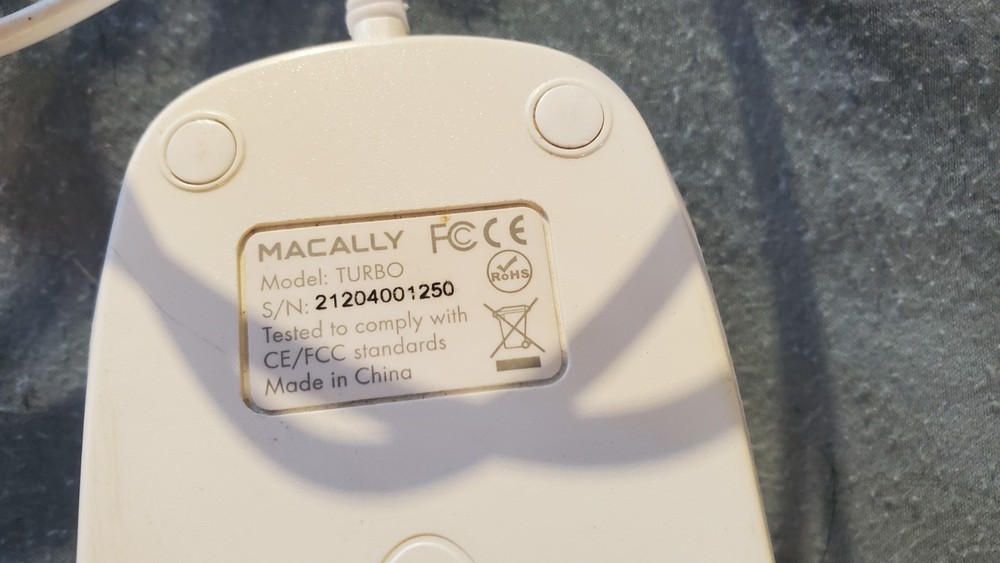 MACALLY FC CE
Model: TURBO
RoHS
S/N: 21204001250
Tested to comply with
CE/FCC standards
Made in China